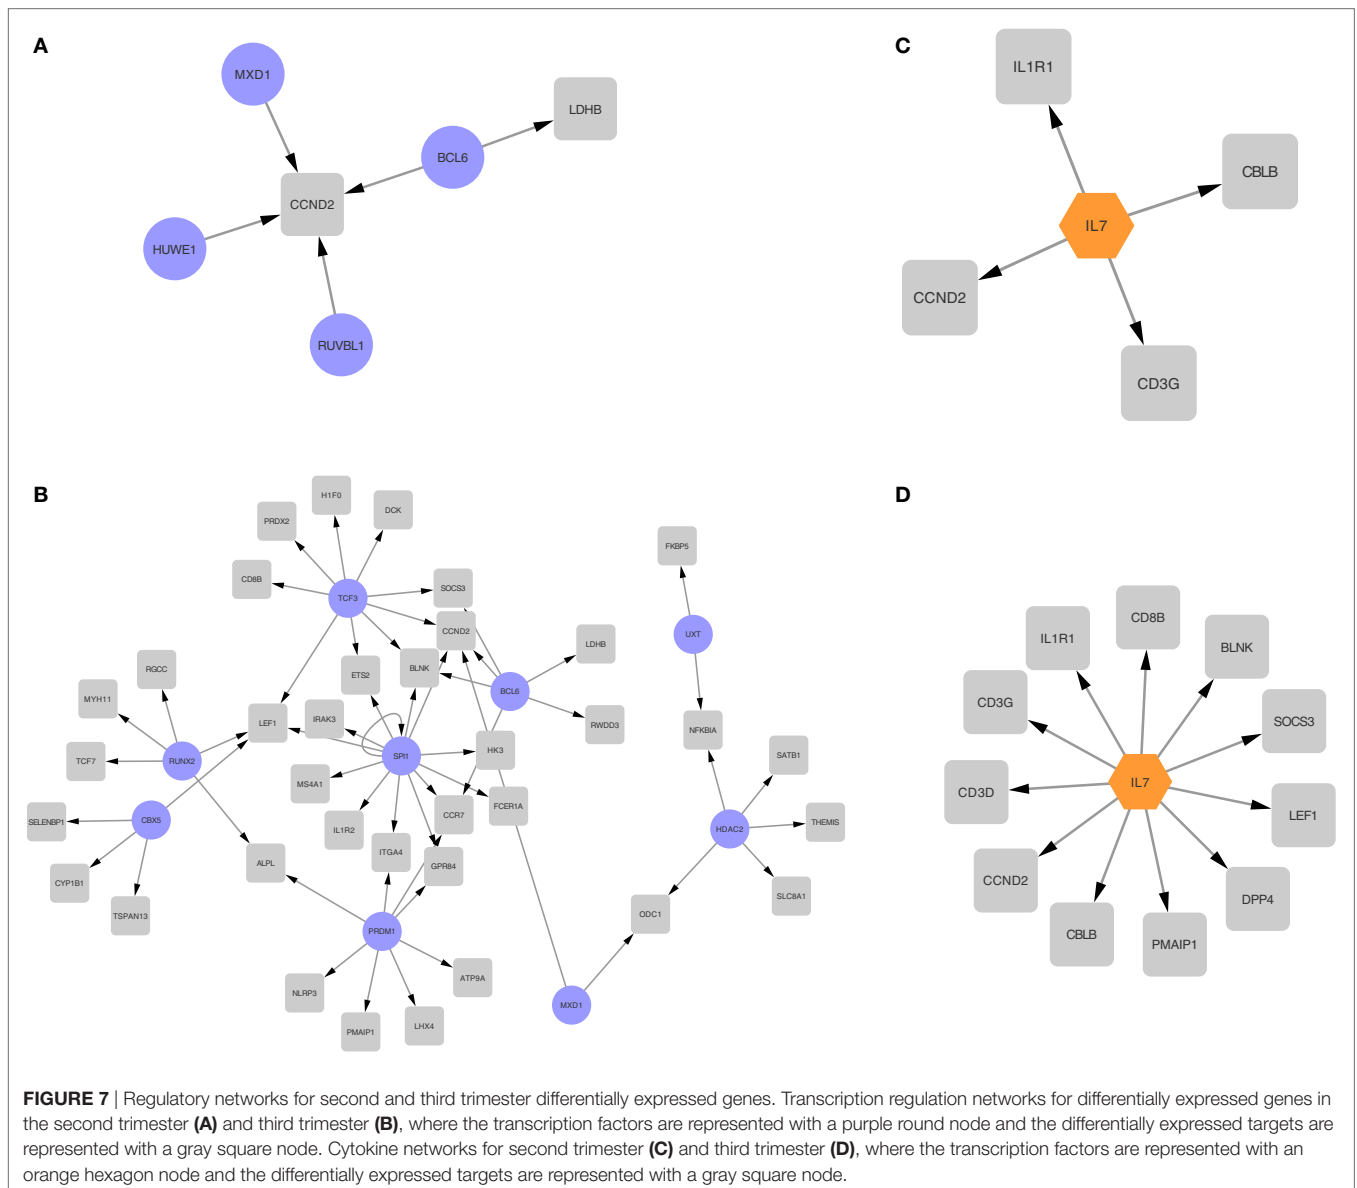 A
MXD1
LDHB
BCL6
CCND2
HUWE1
RUVBL1
C
IL1R1
CBLB
IL7
CCND2
CD3G
B
H1F0
DCK
PRDX2
CD8B
TCF3
SOCS3
CCND2
LDHB
BLNK
ETS2
BCL6
RWDD3
RGCC
MYH11
LEF1
IRAK3
TCF7
RUNX2
SPI1
HK3
MS4A1
FCER1A
SELENBP1
CBX5
IL1R2
CCR7
ITGA4
GPR84
CYP1B1
ALPL
TSPAN13
PRDM1
ATP9A
NLRP3
PMAIP1
LHX4
MXD1
FKBP5
UXT
NFKBIA
SATB1
HDAC2
THEMIS
SLC8A1
ODC1
D
CD8B
IL1R1
BLNK
CD3G
SOCS3
CD3D
IL7
LEF1
CCND2
DPP4
CBLB
PMAIP1
FIGURE 7 | Regulatory networks for second and third trimester differentially expressed genes. Transcription regulation networks for differentially expressed genes in
the second trimester (A) and third trimester (B), where the transcription factors are represented with a purple round node and the differentially expressed targets are
represented with a gray square node. Cytokine networks for second trimester (C) and third trimester (D), where the transcription factors are represented with an
orange hexagon node and the differentially expressed targets are represented with a gray square node.